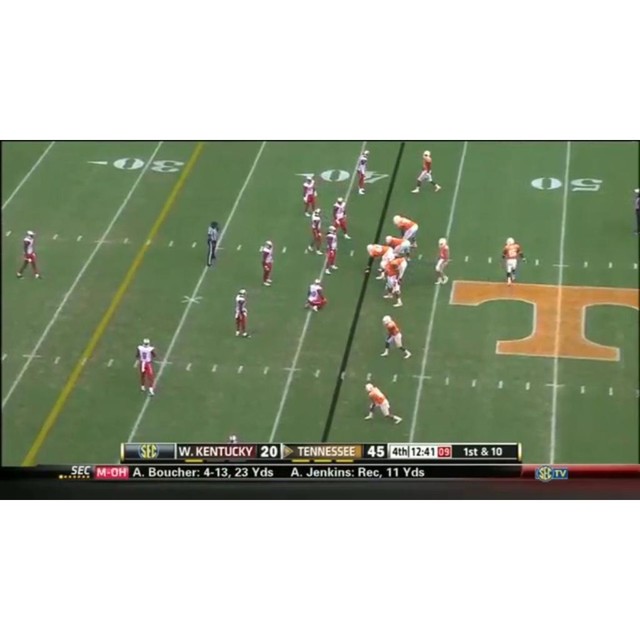 30
40
50
T
SEC W. KENTUCKY 20 TENNESSEE 45 4th 12:41 09 1st & 10
SEC M-OH A. Boucher: 4-13, 23 Yds A. Jenkins: Rec, 11 Yds SEC TV